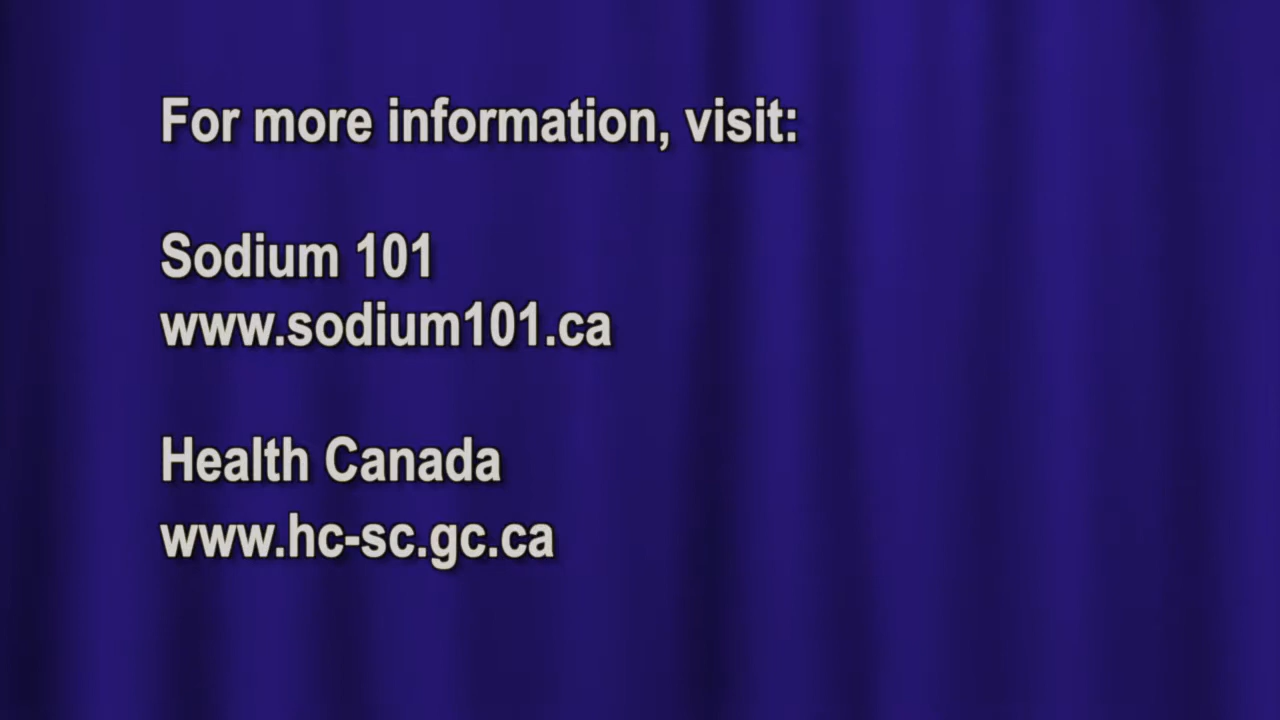 For more information, visit:
Sodium 101
www.sodium101.ca
Health Canada
www.hc-sc.gc.ca